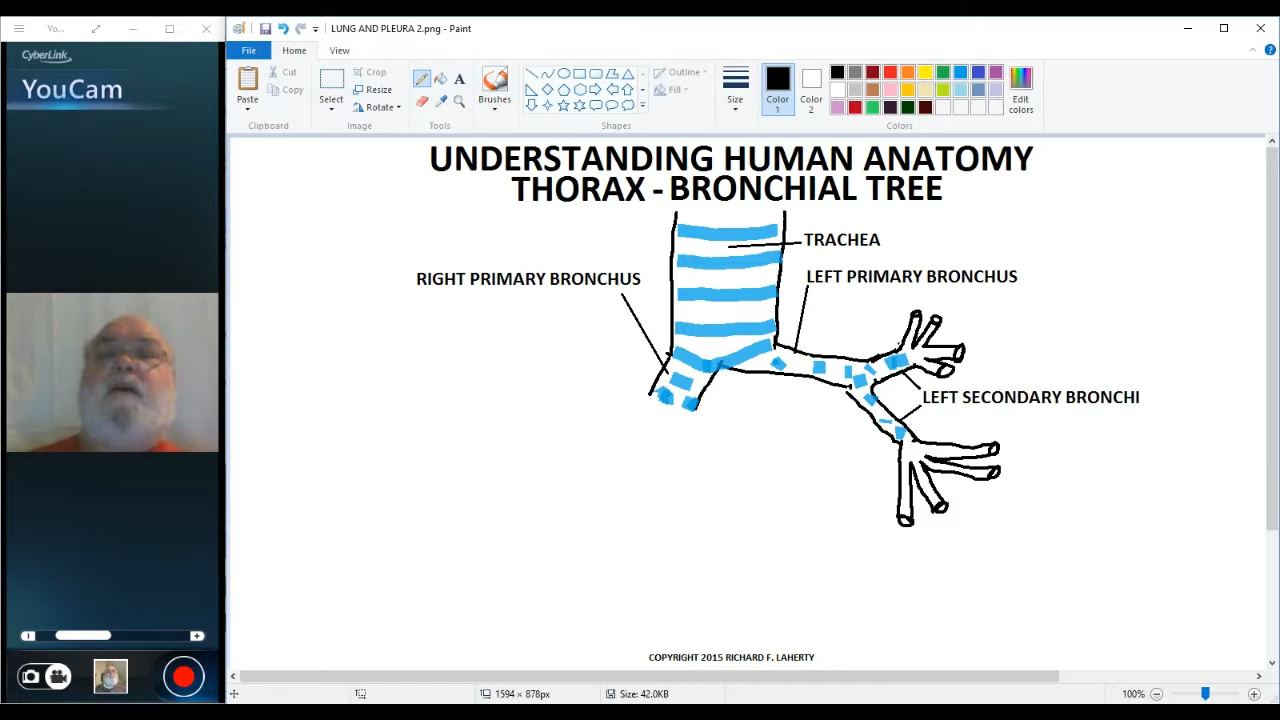 Yo...
CyberLink
YouCam
LUNG AND PLEURA 2.png - Paint
File
Home
View
Paste
Cut
Copy
Clipboard
Select
Crop
Resize
Rotate
Image
A
Tools
Brushes
Outline
Fill
Shapes
Size
Color 1
Color 2
Edit colors
Colors
UNDERSTANDING HUMAN ANATOMY
THORAX - BRONCHIAL TREE
TRACHEA
RIGHT PRIMARY BRONCHUS
LEFT PRIMARY BRONCHUS
LEFT SECONDARY BRONCHI
COPYRIGHT 2015 RICHARD F. LAHERTY
1594 × 878px
Size: 42.0KB
100%